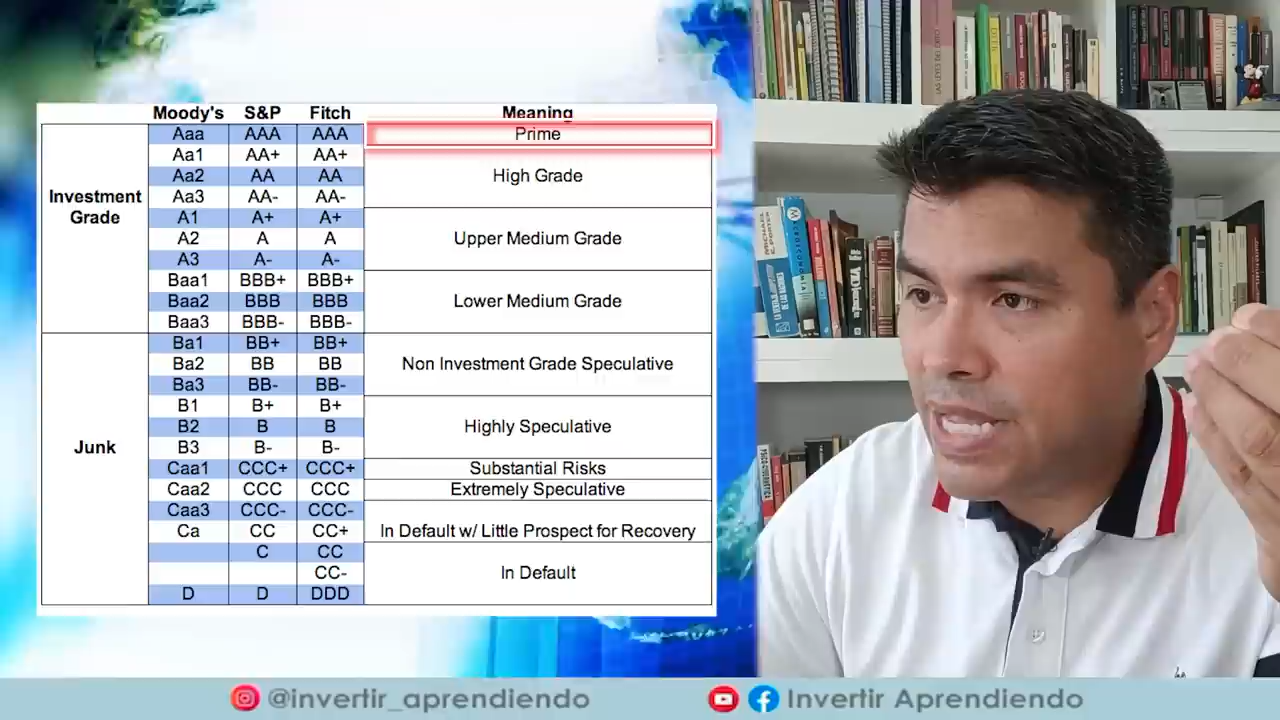 Moody's S&P Fitch Meaning
Aaa AAA AAA Prime
Aa1 AA+ AA+
Aa2 AA AA High Grade
Investment Aa3 AA- AA-
Grade A1 A+ A+
A2 A A Upper Medium Grade
A3 A- A-
Baa1 BBB+ BBB+
Baa2 BBB BBB Lower Medium Grade
Baa3 BBB- BBB-
Ba1 BB+ BB+
Ba2 BB BB Non Investment Grade Speculative
Ba3 BB- BB-
B1 B+ B+
B2 B B Highly Speculative
Junk B3 B- B-
Caa1 CCC+ CCC+ Substantial Risks
Caa2 CCC CCC Extremely Speculative
Caa3 CCC- CCC-
Ca CC CC+ In Default w/ Little Prospect for Recovery
C CC
CC- In Default
D D DDD
MICHAEL
@invertir_aprendiendo
Invertir Aprendiendo